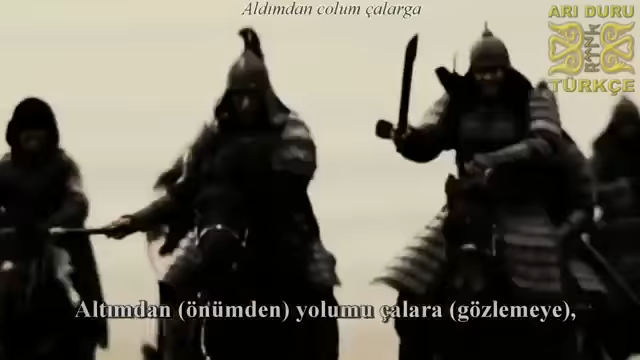 Aldımdan colum çalarga
ARI DURU
TÜRKÇE
Altımdan (önümden) yolumu çalara (gözlemeye),